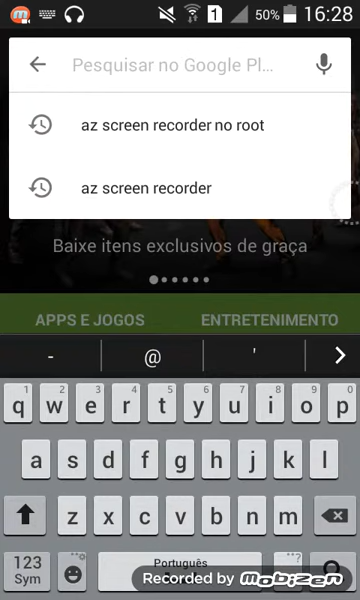 1 50% 16:28
Pesquisar no Google Pl...
az screen recorder no root
az screen recorder
Baixe itens exclusivos de graça
APPS E JOGOS ENTRETENIMENTO
- @ '
1 2 3 4 5 6 7 8 9 0
q w e r t y u i o p
a s d f g h j k l
z x c v b n m
123 Português ?
Sym
Recorded by mobizen